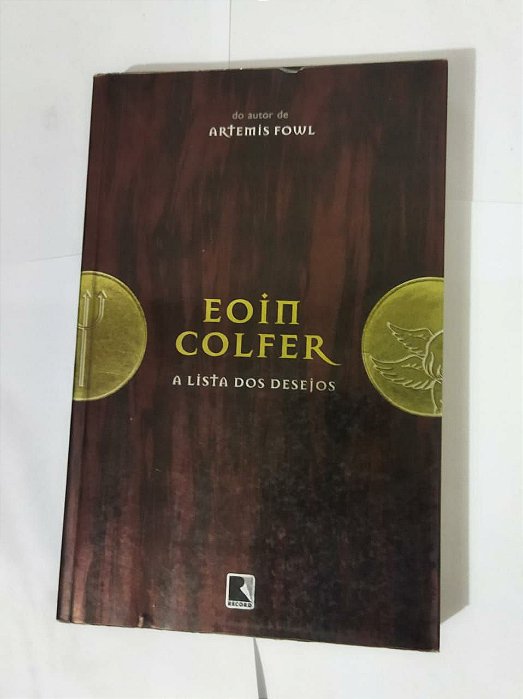 do autor de
ARTEMIS FOWL
EOIN
COLFER
A LISTA DOS DESEJOS
RECORD